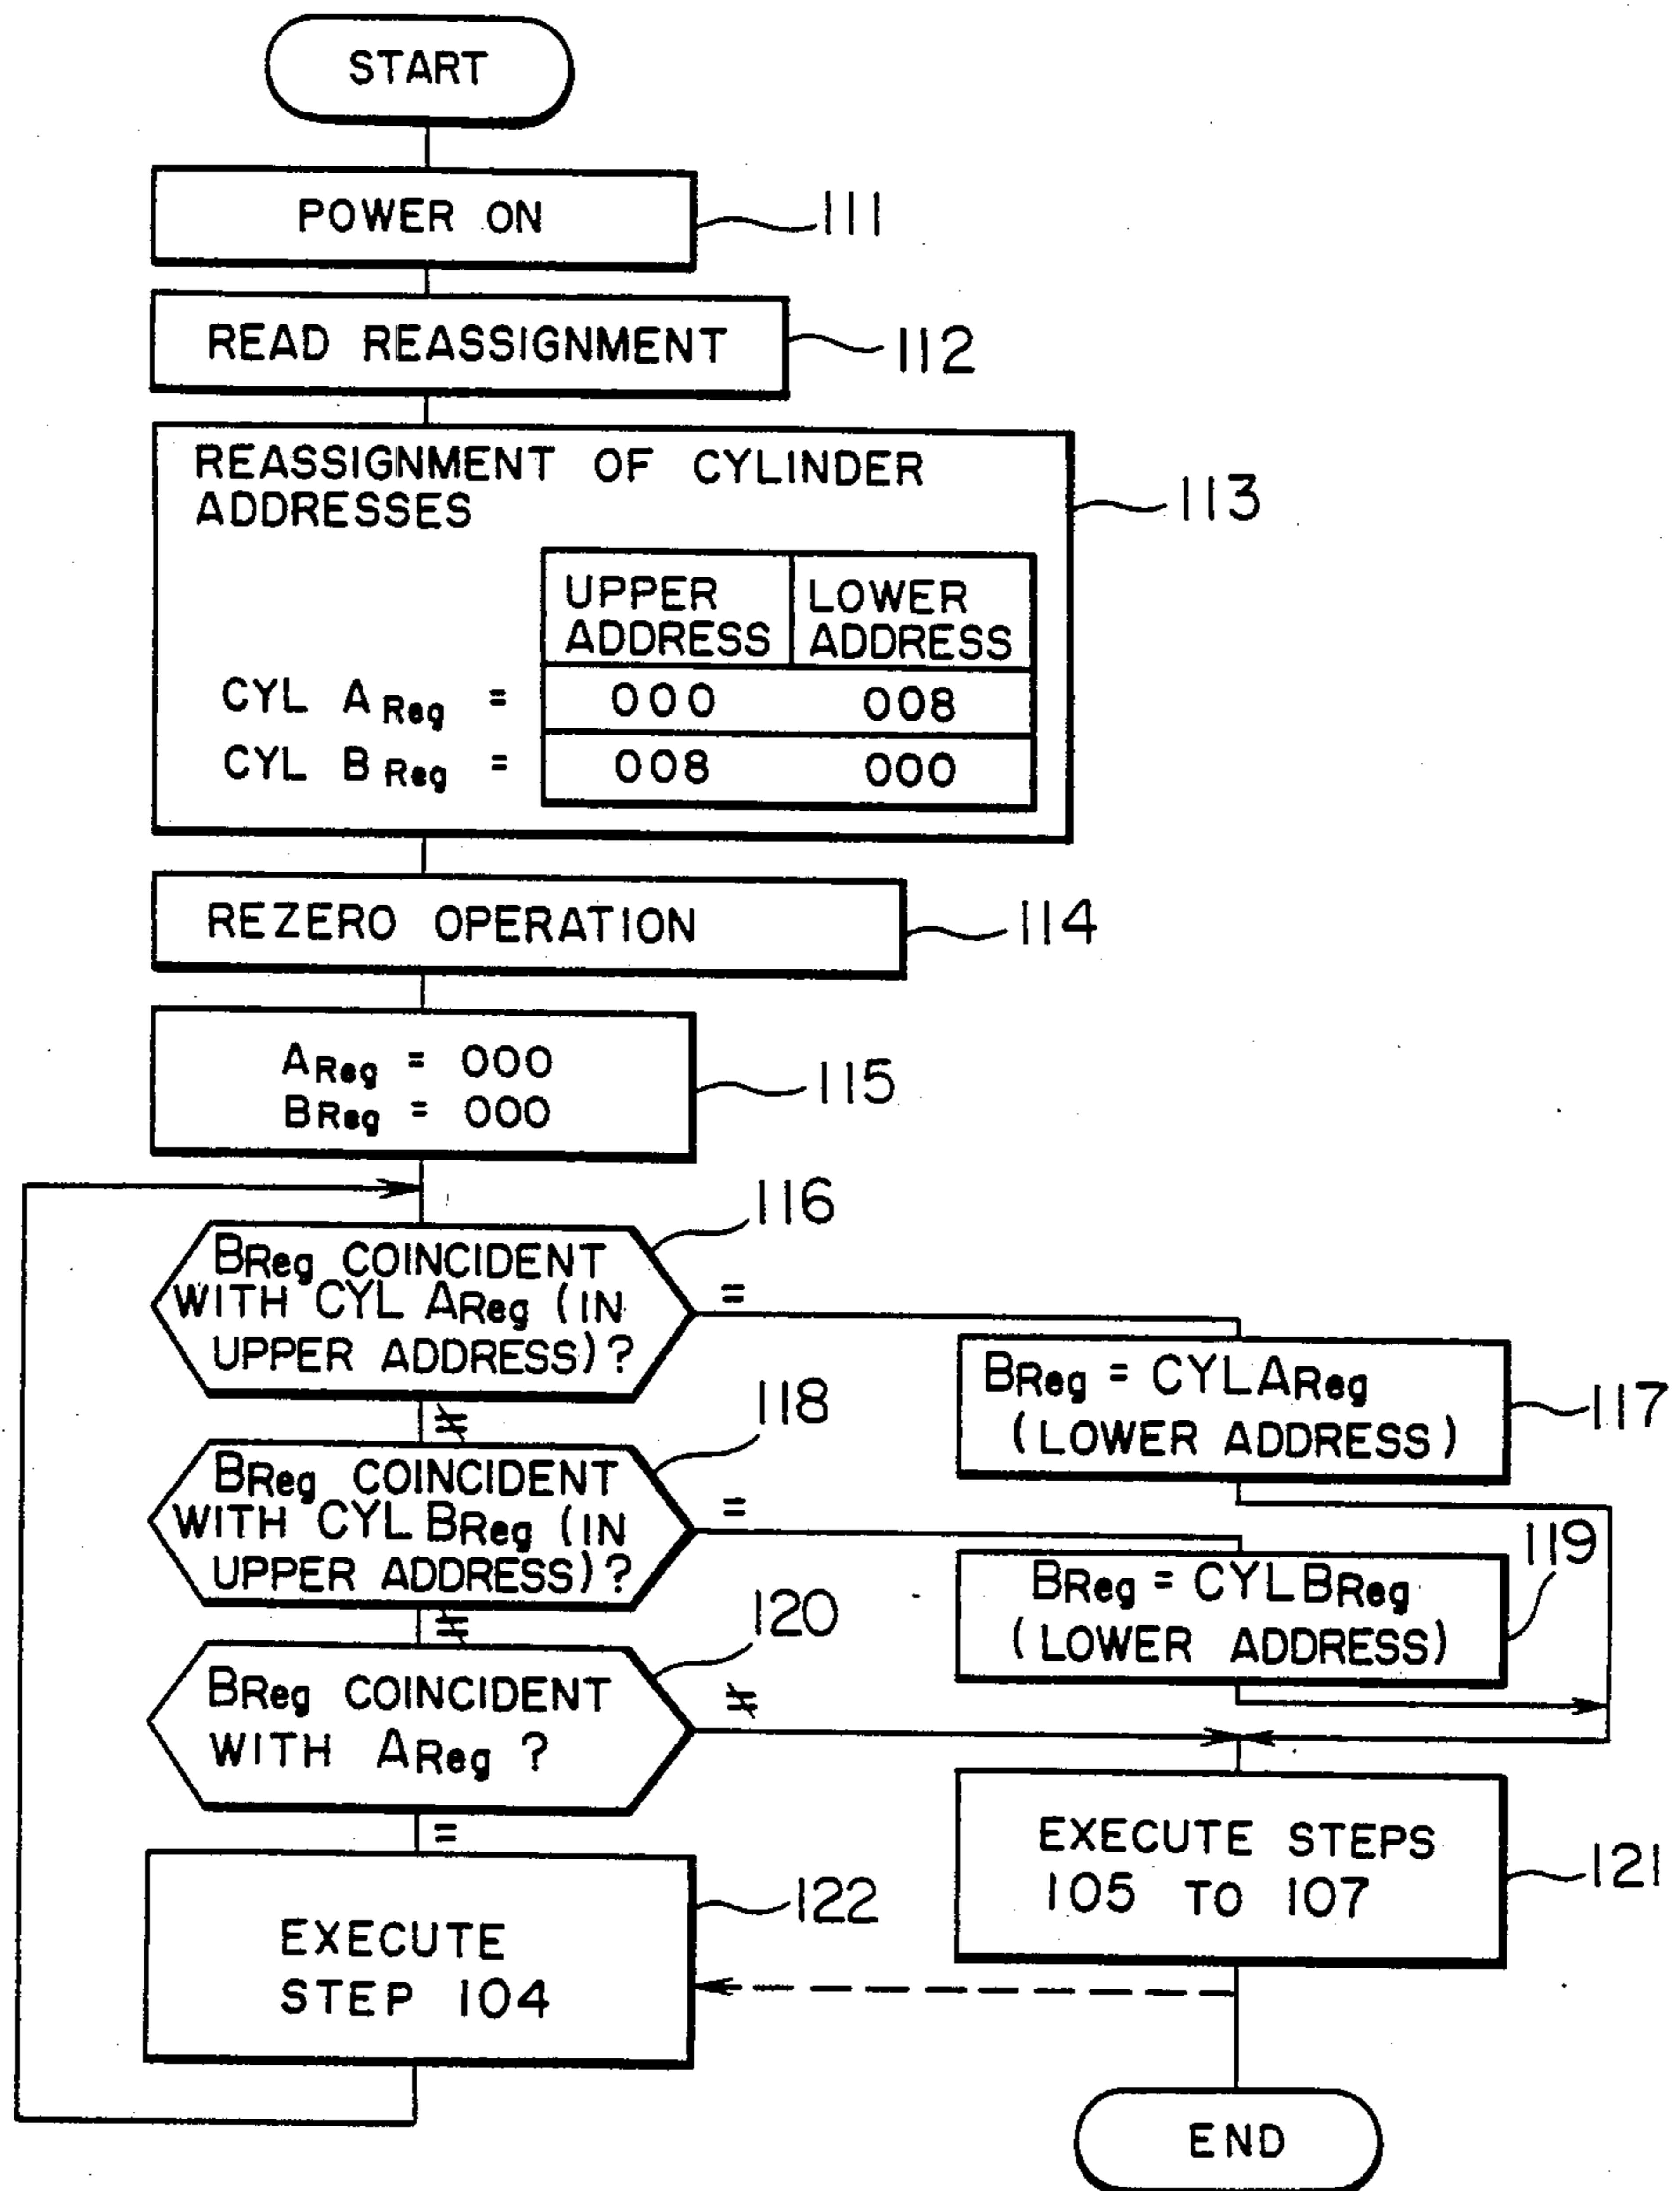 START
POWER ON
111
READ REASSIGNMENT
112
REASSIGNMENT OF CYLINDER
ADDRESSES
113
UPPER
ADDRESS
LOWER
ADDRESS
CYL AReg = 000 008
CYL BReg = 008 000
REZERO OPERATION
114
AReg = 000
BReg = 000
115
116
BReg COINCIDENT
WITH CYL AReg (IN
UPPER ADDRESS)?
=
≠
BReg = CYLAReg
(LOWER ADDRESS)
117
118
BReg COINCIDENT
WITH CYL BReg (IN
UPPER ADDRESS)?
=
≠
BReg = CYLBReg
(LOWER ADDRESS)
119
120
BReg COINCIDENT
WITH AReg ?
≠
=
EXECUTE STEPS
105 TO 107
121
EXECUTE
STEP 104
122
END